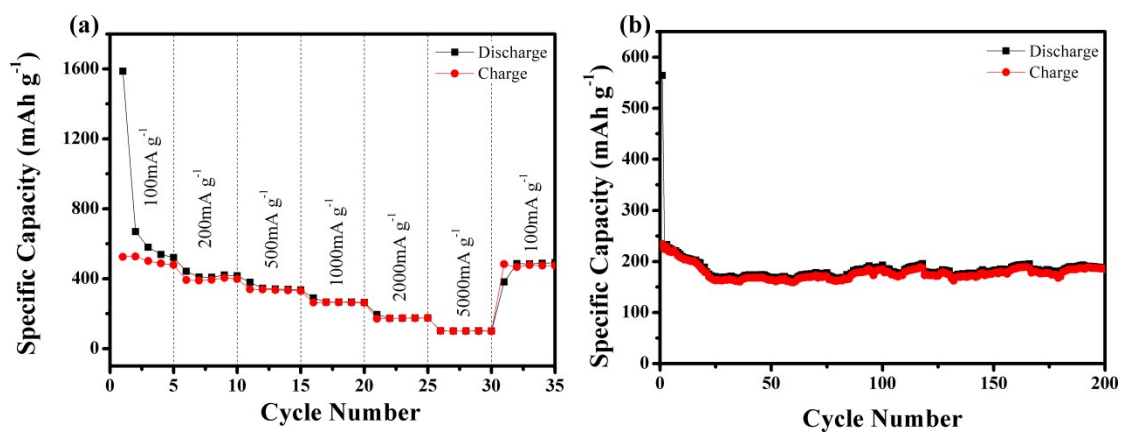 (a)
Discharge
Charge
Specific Capacity (mAh g⁻¹)
1600
1200
800
400
0
100mA g⁻¹
200mA g⁻¹
500mA g⁻¹
1000mA g⁻¹
2000mA g⁻¹
5000mA g⁻¹
100mA g⁻¹
0 5 10 15 20 25 30 35
Cycle Number
(b)
Discharge
Charge
Specific Capacity (mAh g⁻¹)
600
500
400
300
200
100
0
0 50 100 150 200
Cycle Number